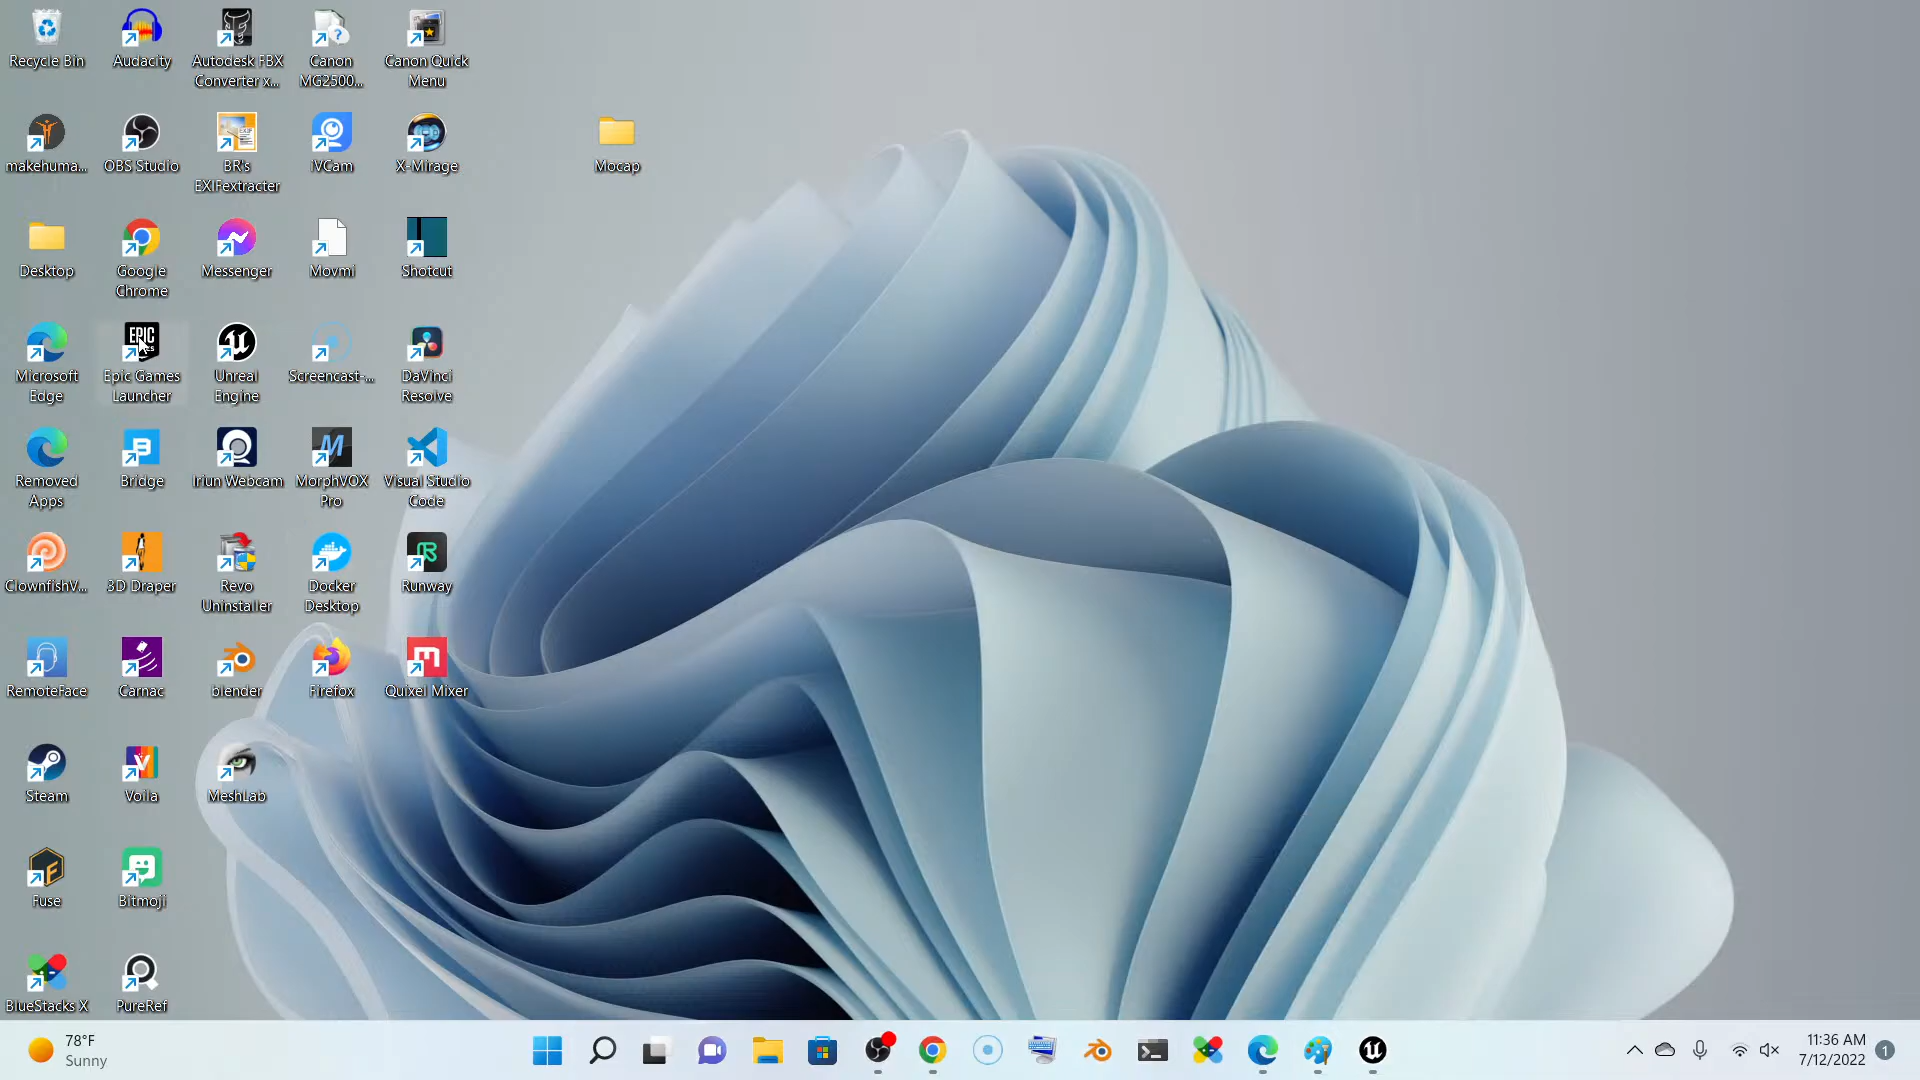 Recycle Bin
Audacity
Autodesk FBX
Converter x...
Canon
MG2500...
Canon Quick
Menu
makehuma...
OBS Studio
BR's
EXIFextracter
iVCam
X-Mirage
Mocap
Desktop
Google
Chrome
Messenger
Movmi
Shotcut
Microsoft
Edge
EPIC
Epic Games
Launcher
Unreal
Engine
Screencast-...
DaVinci
Resolve
Removed
Apps
Bridge
Iriun Webcam
MorphVOX
Pro
Visual Studio
Code
ClownfishV...
3D Draper
Revo
Uninstaller
Docker
Desktop
Runway
RemoteFace
Carnac
blender
Firefox
Quixel Mixer
Steam
Voila
MeshLab
Fuse
Bitmoji
BlueStacks X
PureRef
78°F
Sunny
11:36 AM
7/12/2022
1